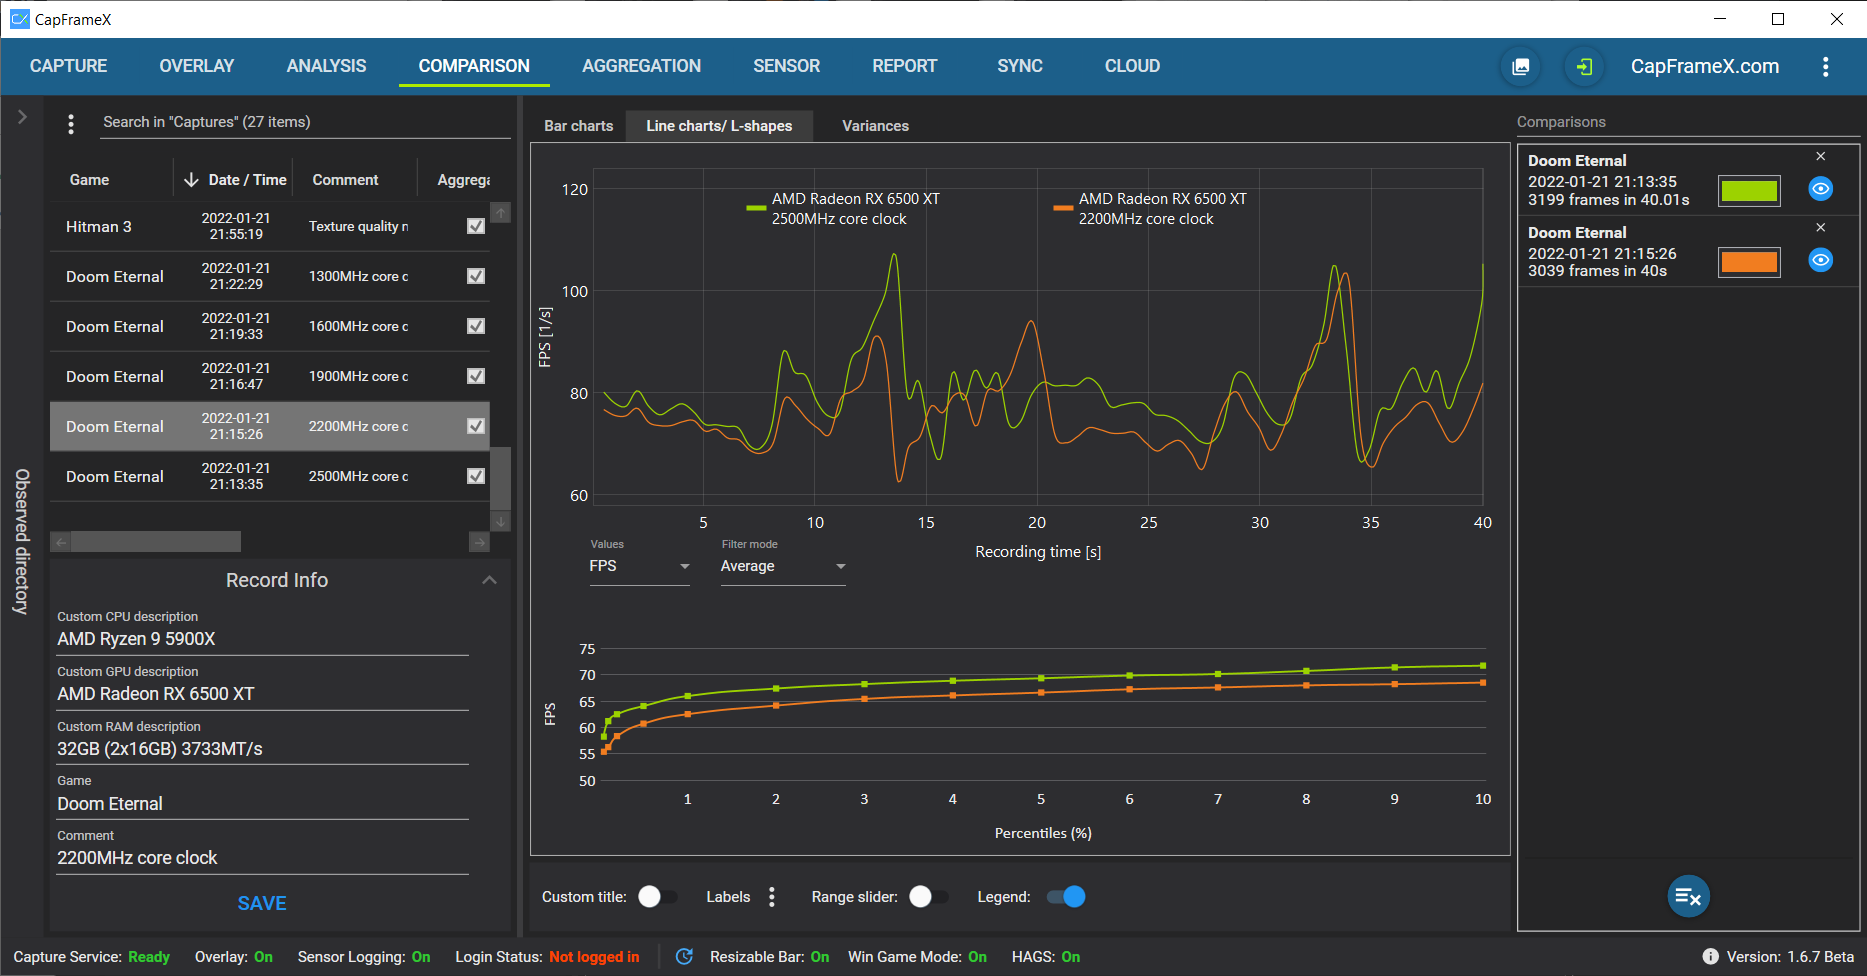 CapFrameX
CAPTURE OVERLAY ANALYSIS COMPARISON AGGREGATION SENSOR REPORT SYNC CLOUD CapFrameX.com
Search in "Captures" (27 items)
Game Date / Time Comment Aggrega
Hitman 3 2022-01-21 21:55:19 Texture quality n
Doom Eternal 2022-01-21 21:22:29 1300MHz core c
Doom Eternal 2022-01-21 21:19:33 1600MHz core c
Doom Eternal 2022-01-21 21:16:47 1900MHz core c
Doom Eternal 2022-01-21 21:15:26 2200MHz core c
Doom Eternal 2022-01-21 21:13:35 2500MHz core c
Observed directory
Record Info
Custom CPU description
AMD Ryzen 9 5900X
Custom GPU description
AMD Radeon RX 6500 XT
Custom RAM description
32GB (2x16GB) 3733MT/s
Game
Doom Eternal
Comment
2200MHz core clock
SAVE
Bar charts Line charts/ L-shapes Variances
AMD Radeon RX 6500 XT
2500MHz core clock
AMD Radeon RX 6500 XT
2200MHz core clock
FPS [1/s]
120
100
80
60
5 10 15 20 25 30 35 40
Recording time [s]
Values
FPS
Filter mode
Average
FPS
75
70
65
60
55
50
1 2 3 4 5 6 7 8 9 10
Percentiles (%)
Custom title: Labels Range slider: Legend:
Comparisons
Doom Eternal
2022-01-21 21:13:35
3199 frames in 40.01s
Doom Eternal
2022-01-21 21:15:26
3039 frames in 40s
Capture Service: Ready Overlay: On Sensor Logging: On Login Status: Not logged in Resizable Bar: On Win Game Mode: On HAGS: On Version: 1.6.7 Beta